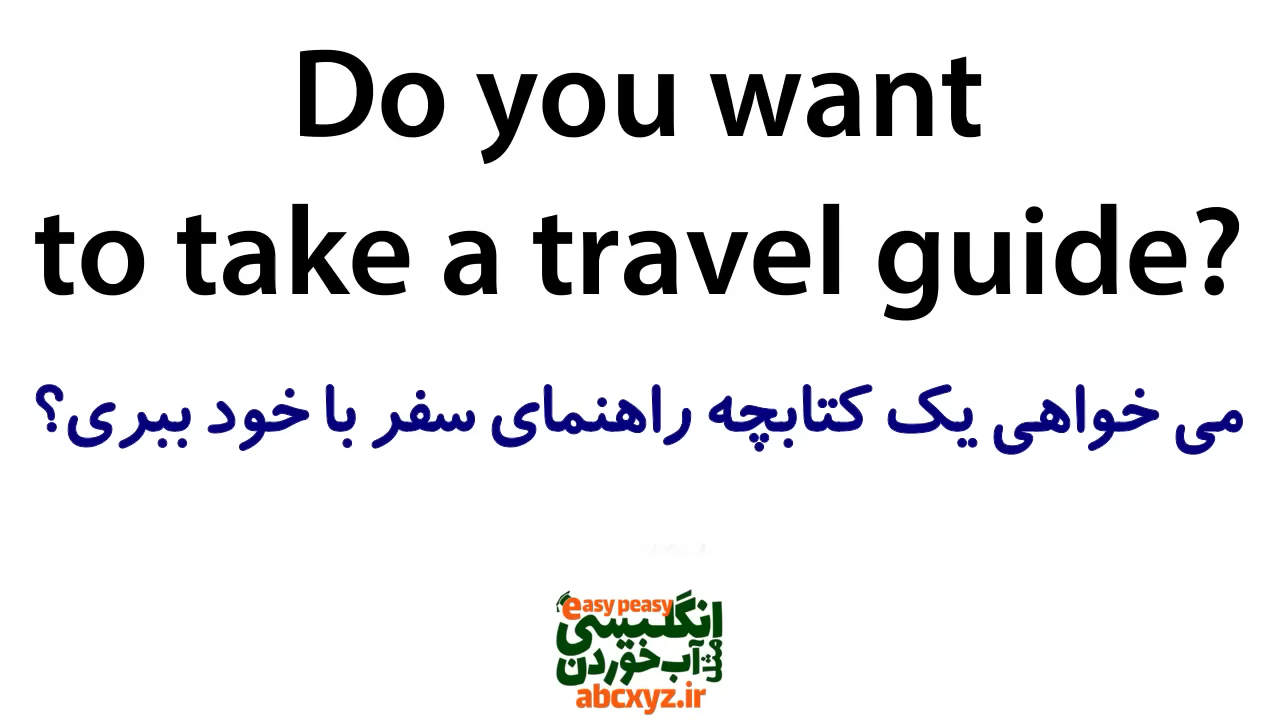 Do you want
to take a travel guide?
می خواهی یک کتابچه راهنمای سفر با خود ببری؟
easy peasy
انگلیسی
مثل آب خوردن
abcxyz.ir